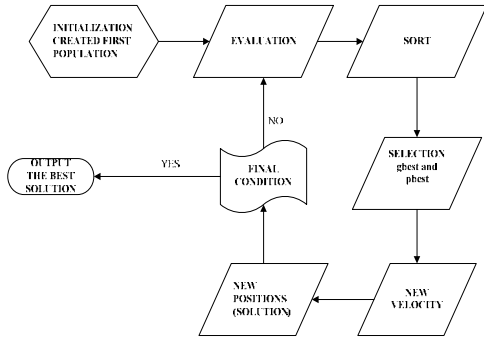 INITIALIZATION
CREATED FIRST
POPULATION
EVALUATION
SORT
NO
SELECTION
gbest and
pbest
YES
OUTPUT
THE BEST
SOLUTION
FINAL
CONDITION
NEW
POSITIONS
(SOLUTION)
NEW
VELOCITY